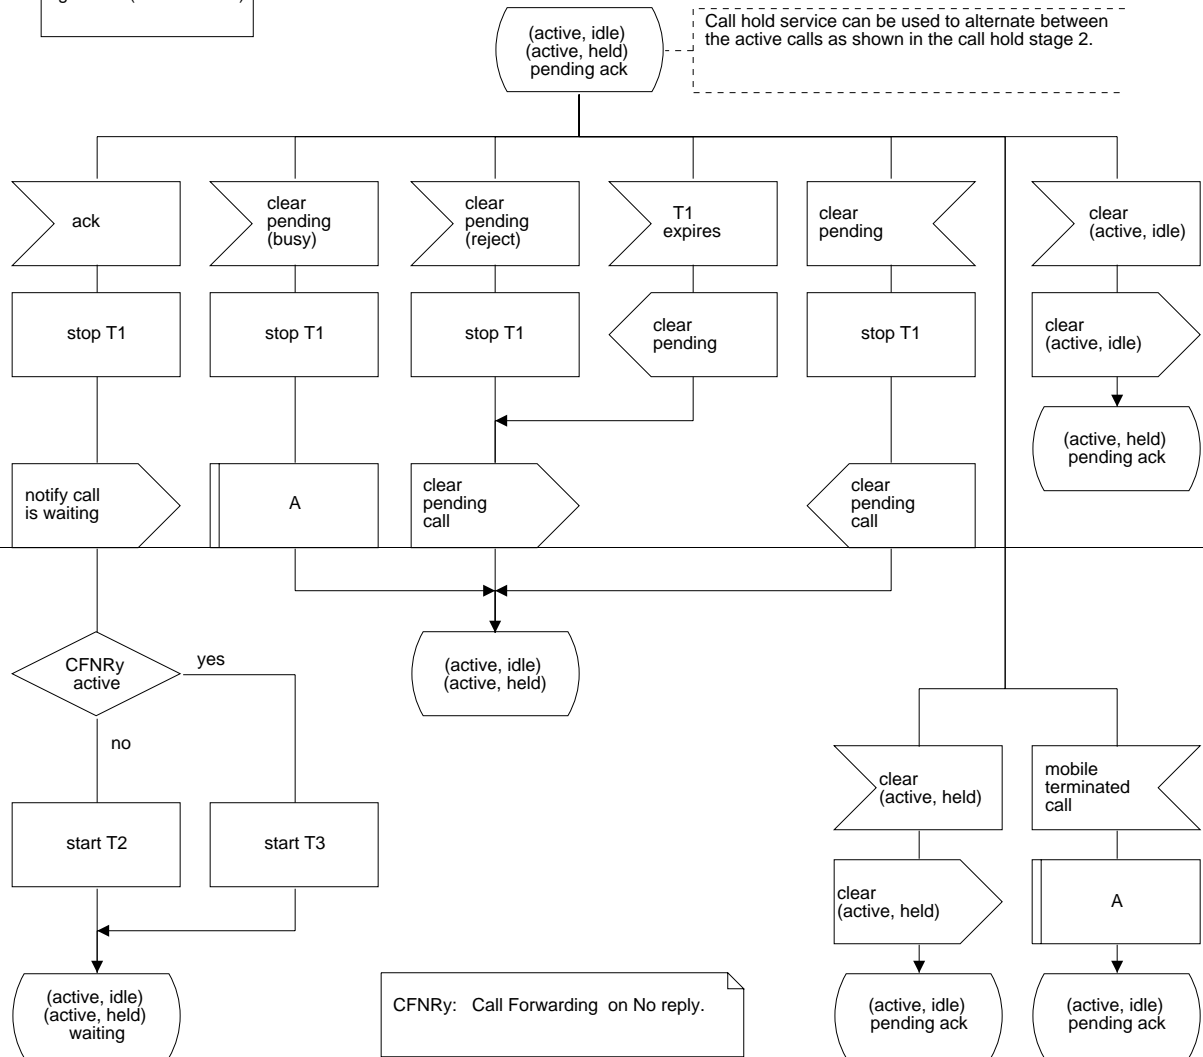 (active, idle)
(active, held)
pending ack
Call hold service can be used to alternate between
the active calls as shown in the call hold stage 2.
ack
clear
pending
(busy)
clear
pending
(reject)
T1
expires
clear
pending
clear
(active, idle)
stop T1
stop T1
stop T1
clear
pending
stop T1
clear
(active, idle)
(active, held)
pending ack
notify call
is waiting
A
clear
pending
call
clear
pending
call
CFNRy
active
yes
no
(active, idle)
(active, held)
clear
(active, held)
mobile
terminated
call
start T2
start T3
clear
(active, held)
A
(active, idle)
(active, held)
waiting
CFNRy: Call Forwarding on No reply.
(active, idle)
pending ack
(active, idle)
pending ack